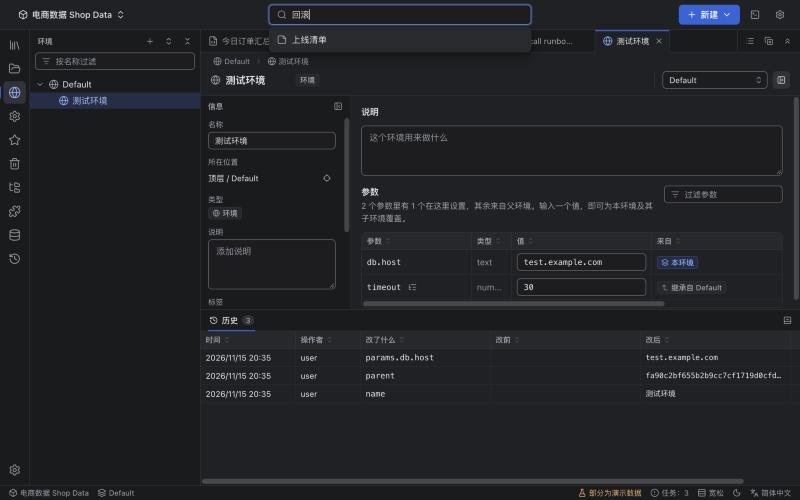 电商数据 Shop Data
回滚
新建
上线清单
环境
按名称过滤
Default
测试环境
今日订单汇总
call runbo...
测试环境
Default
测试环境
测试环境
环境
Default
信息
名称
测试环境
所在位置
顶层 / Default
类型
环境
说明
添加说明
标签
说明
这个环境用来做什么
参数
2 个参数里有 1 个在这里设置，其余来自父环境。输入一个值，即可为本环境及其
子环境覆盖。
过滤参数
参数 类型 值 来自
db.host text test.example.com 本环境
timeout num... 30 继承自 Default
历史 3
时间 操作者 改了什么 改前 改后
2026/11/15 20:35 user params.db.host test.example.com
2026/11/15 20:35 user parent fa90c2bf655b2b9cc7cf1719d0cfd...
2026/11/15 20:35 user name 测试环境
电商数据 Shop Data
Default
部分为演示数据
任务：3
宽松
简体中文